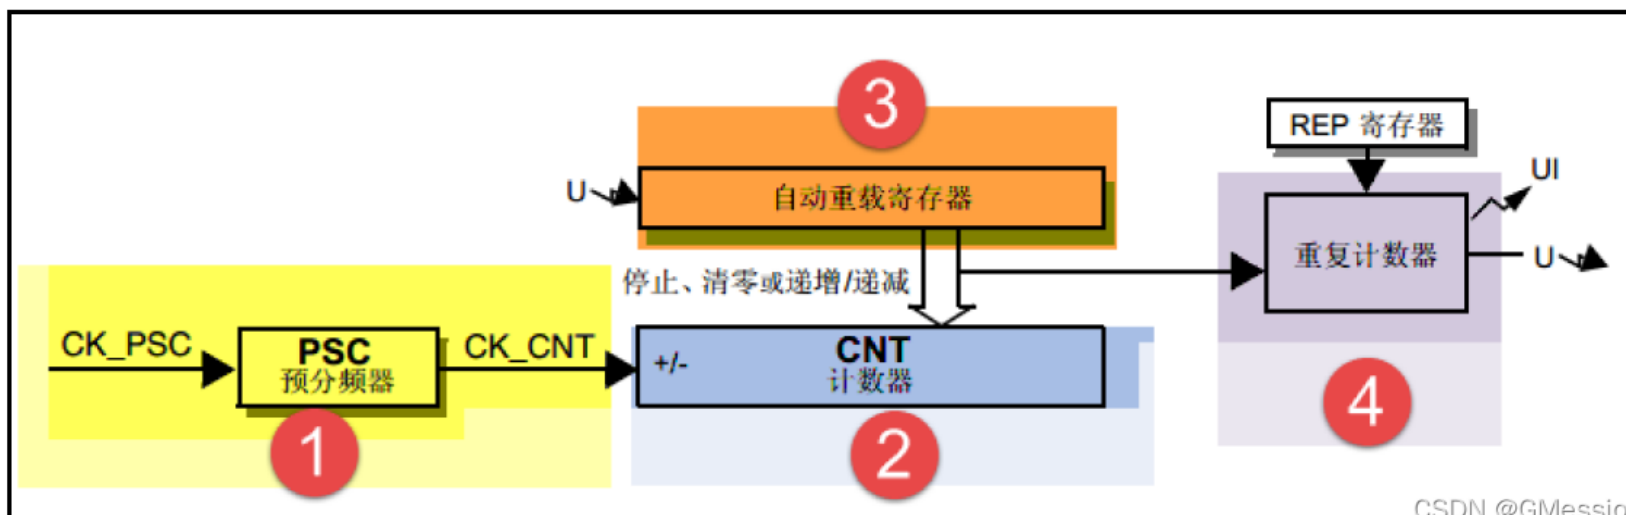 3
REP 寄存器
U
自动重载寄存器
UI
重复计数器
U
停止、清零或递增/递减
CK_PSC
PSC
预分频器
CK_CNT
+/-
CNT
计数器
1
2
4
CSDN @GMessio